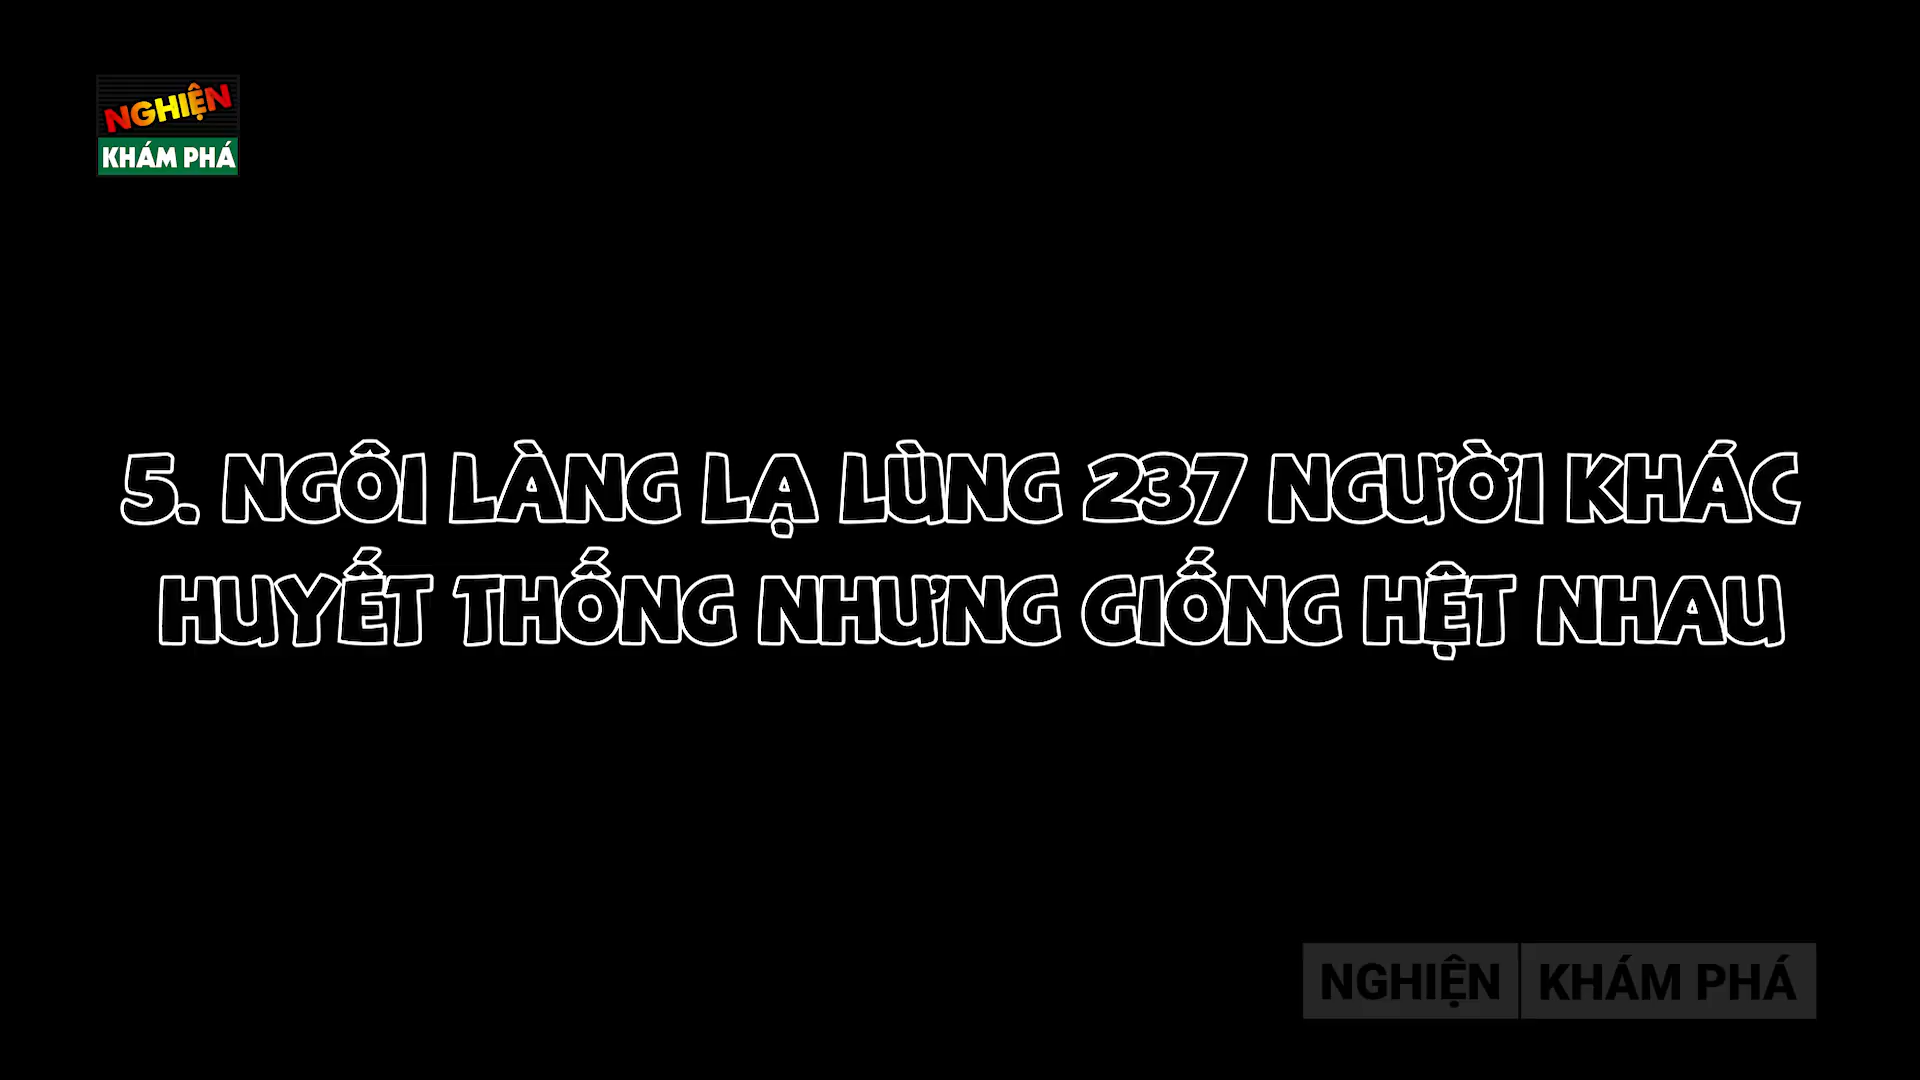 NGHIỆN
KHÁM PHÁ
5. NGÔI LÀNG LẠ LÙNG 237 NGƯỜI KHÁC
HUYẾT THỐNG NHƯNG GIỐNG HỆT NHAU
NGHIỆN KHÁM PHÁ